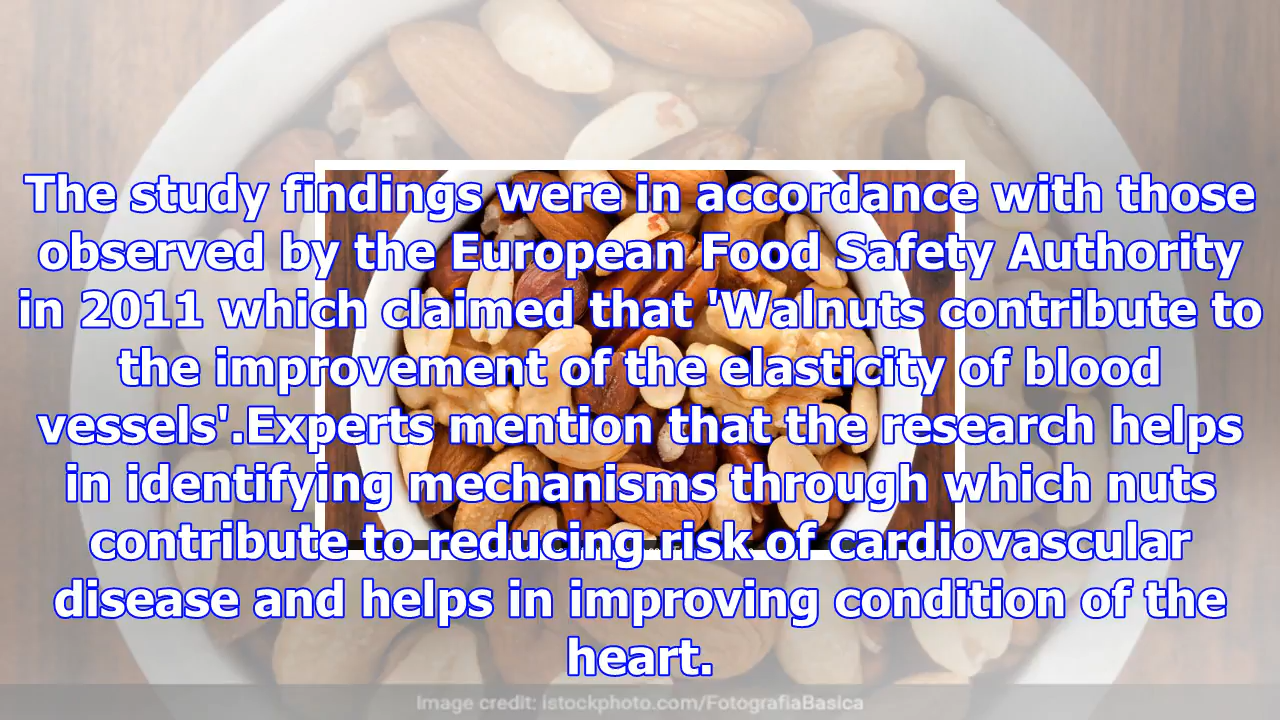 The study findings were in accordance with those
observed by the European Food Safety Authority
in 2011 which claimed that 'Walnuts contribute to
the improvement of the elasticity of blood
vessels'.Experts mention that the research helps
in identifying mechanisms through which nuts
contribute to reducing risk of cardiovascular
disease and helps in improving condition of the
heart.
Image credit: istockphoto.com/FotografiaBasica